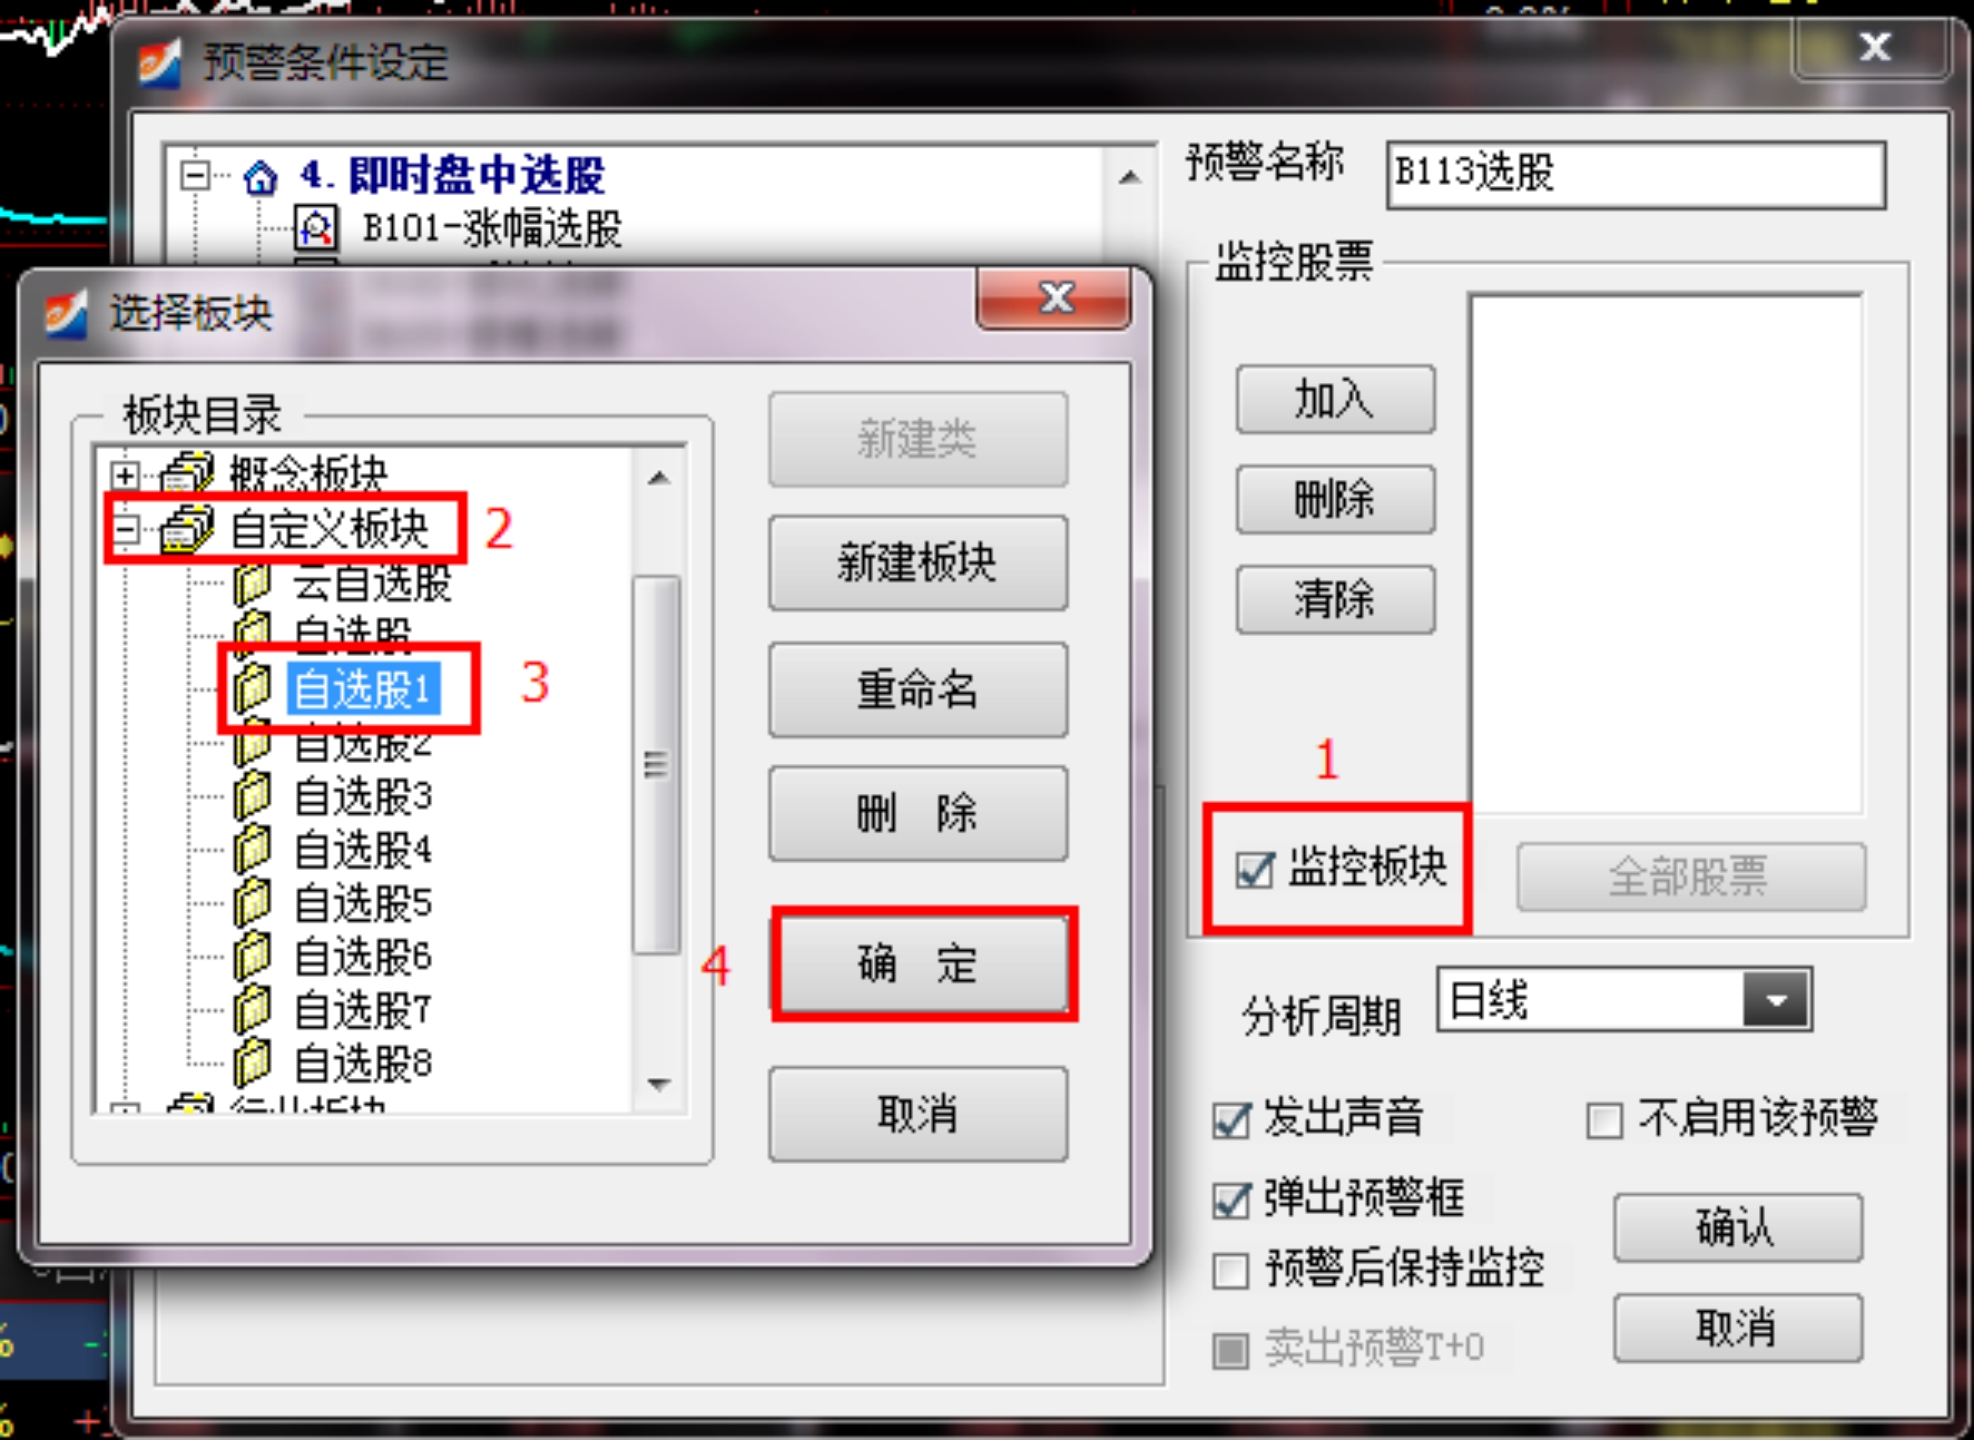 预警条件设定
4.即时盘中选股
B101-涨幅选股
预警名称
B113选股
监控股票
加入
删除
清除
1
监控板块
全部股票
分析周期
日线
发出声音
不启用该预警
弹出预警框
预警后保持监控
卖出预警T+0
确认
取消
选择板块
板块目录
概念板块
自定义板块
2
云自选股
自选股
自选股1
3
自选股2
自选股3
自选股4
自选股5
自选股6
自选股7
自选股8
行业板块
新建类
新建板块
重命名
删 除
4
确 定
取消